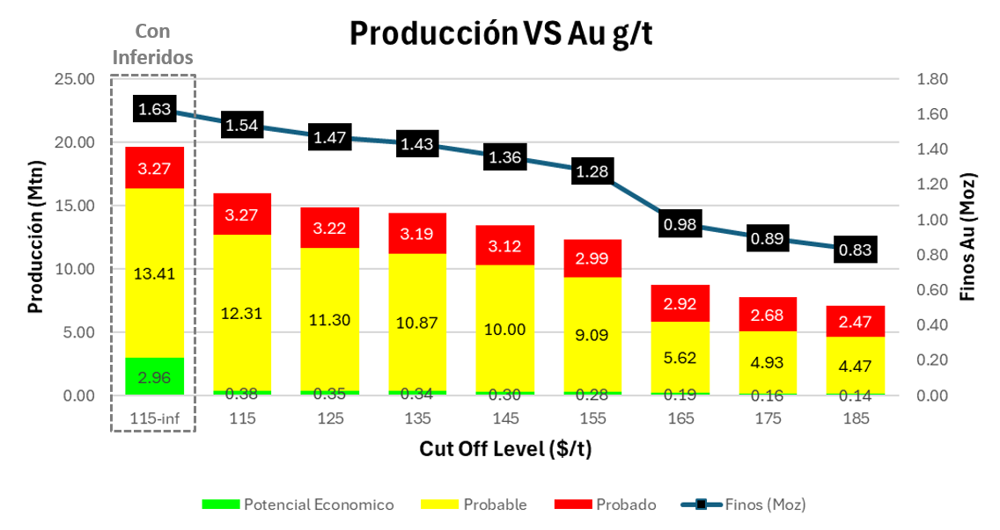 Con
Inferidos
Producción VS Au g/t
Producción (Mtn)
25.00
20.00
15.00
10.00
5.00
0.00
1.80
1.60
1.40
1.20
1.00
0.80
0.60
0.40
0.20
0.00
Finos Au (Moz)
1.63 1.54 1.47 1.43 1.36 1.28 0.98 0.89 0.83
3.27 3.27 3.22 3.19 3.12 2.99 2.92 2.68 2.47
13.41 12.31 11.30 10.87 10.00 9.09 5.62 4.93 4.47
2.96 0.38 0.35 0.34 0.30 0.28 0.19 0.16 0.14
115-inf 115 125 135 145 155 165 175 185
Cut Off Level ($/t)
Potencial Economico Probable Probado Finos (Moz)